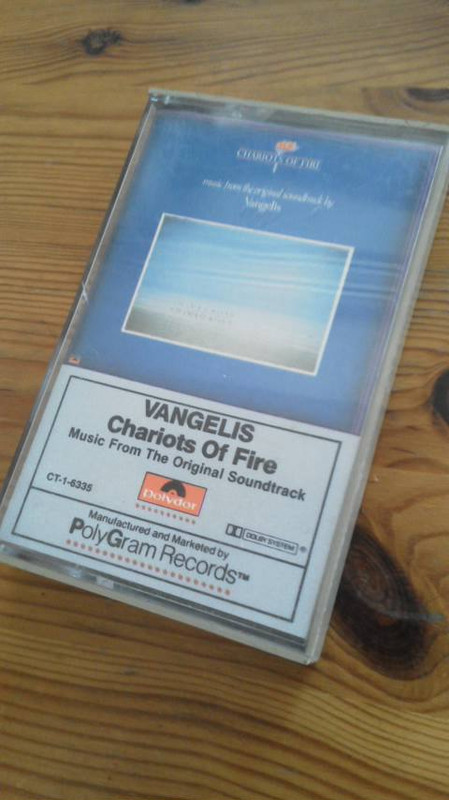 CHARIOTS OF FIRE
music from the original soundtrack by
Vangelis
VANGELIS
Chariots Of Fire
Music From The Original Soundtrack
CT-1-6335
polydor
DOLBY SYSTEM ®
Manufactured and Marketed by
PolyGram Records™